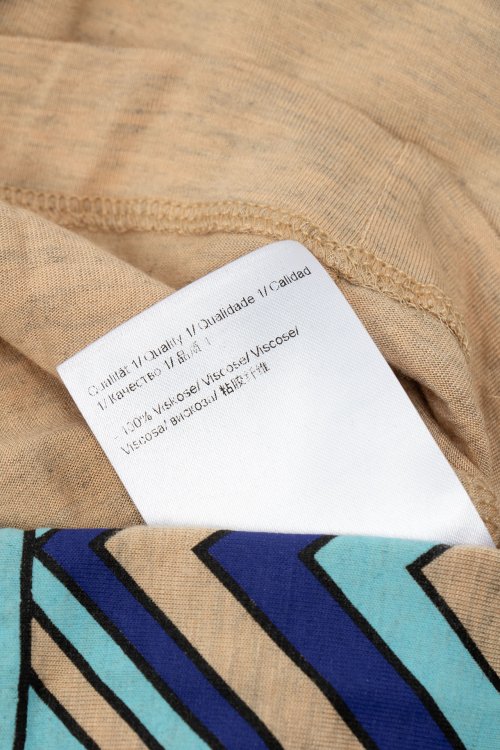 Qualität 1/ Quality 1/ Qualidade 1/ Calidad
1/ Качество 1/ 品质 1
- 100% Viskose/ Viscose/ Viscose/
Viscosa/ вискоза/ 粘胶纤维